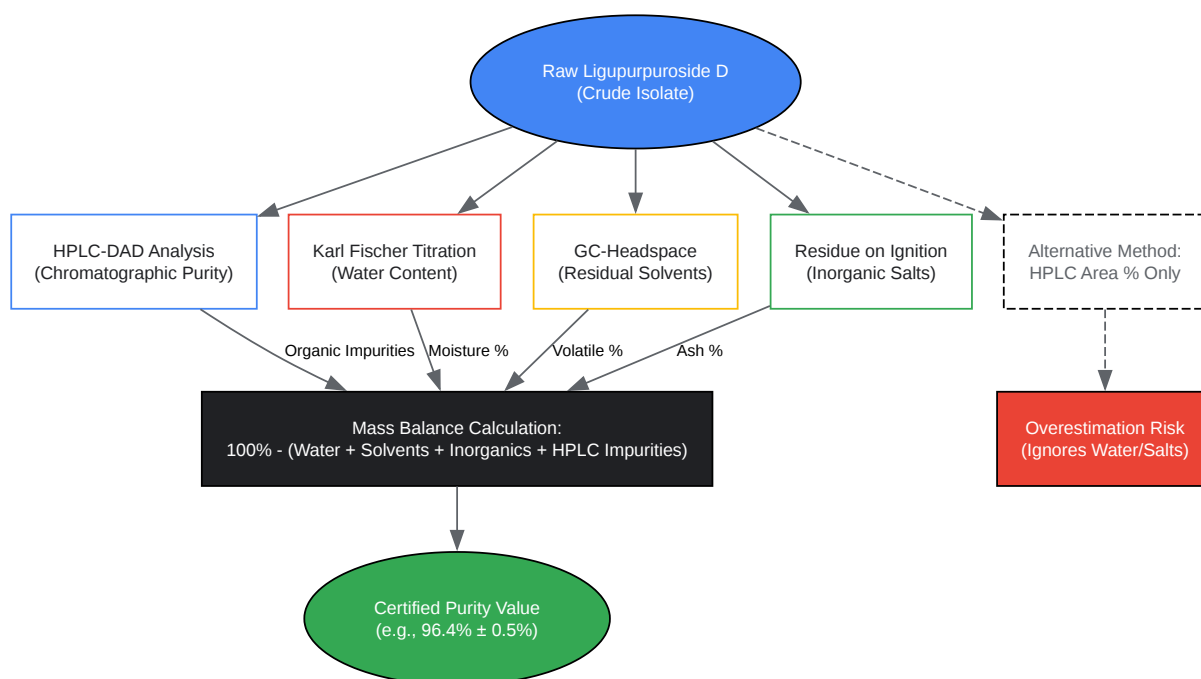 Raw Ligupurpuroside D
(Crude Isolate)
HPLC-DAD Analysis
(Chromatographic Purity)
Karl Fischer Titration
(Water Content)
GC-Headspace
(Residual Solvents)
Residue on Ignition
(Inorganic Salts)
Alternative Method:
HPLC Area % Only
Organic Impurities
Moisture %
Volatile %
Ash %
Mass Balance Calculation:
100% - (Water + Solvents + Inorganics + HPLC Impurities)
Overestimation Risk
(Ignores Water/Salts)
Certified Purity Value
(e.g., 96.4% ± 0.5%)